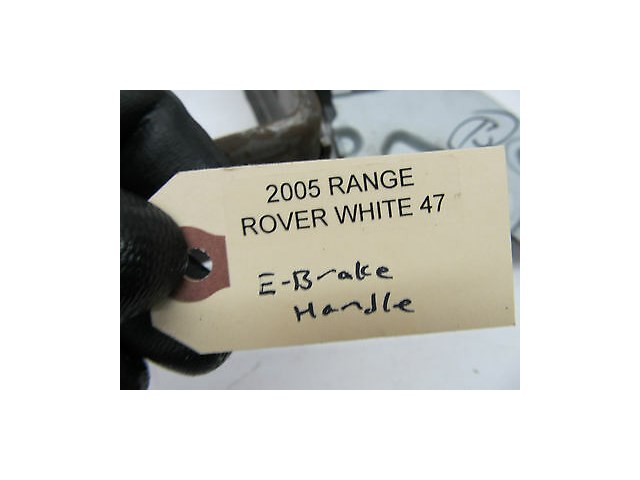 2005 RANGE
ROVER WHITE 47
E-Brake
Handle